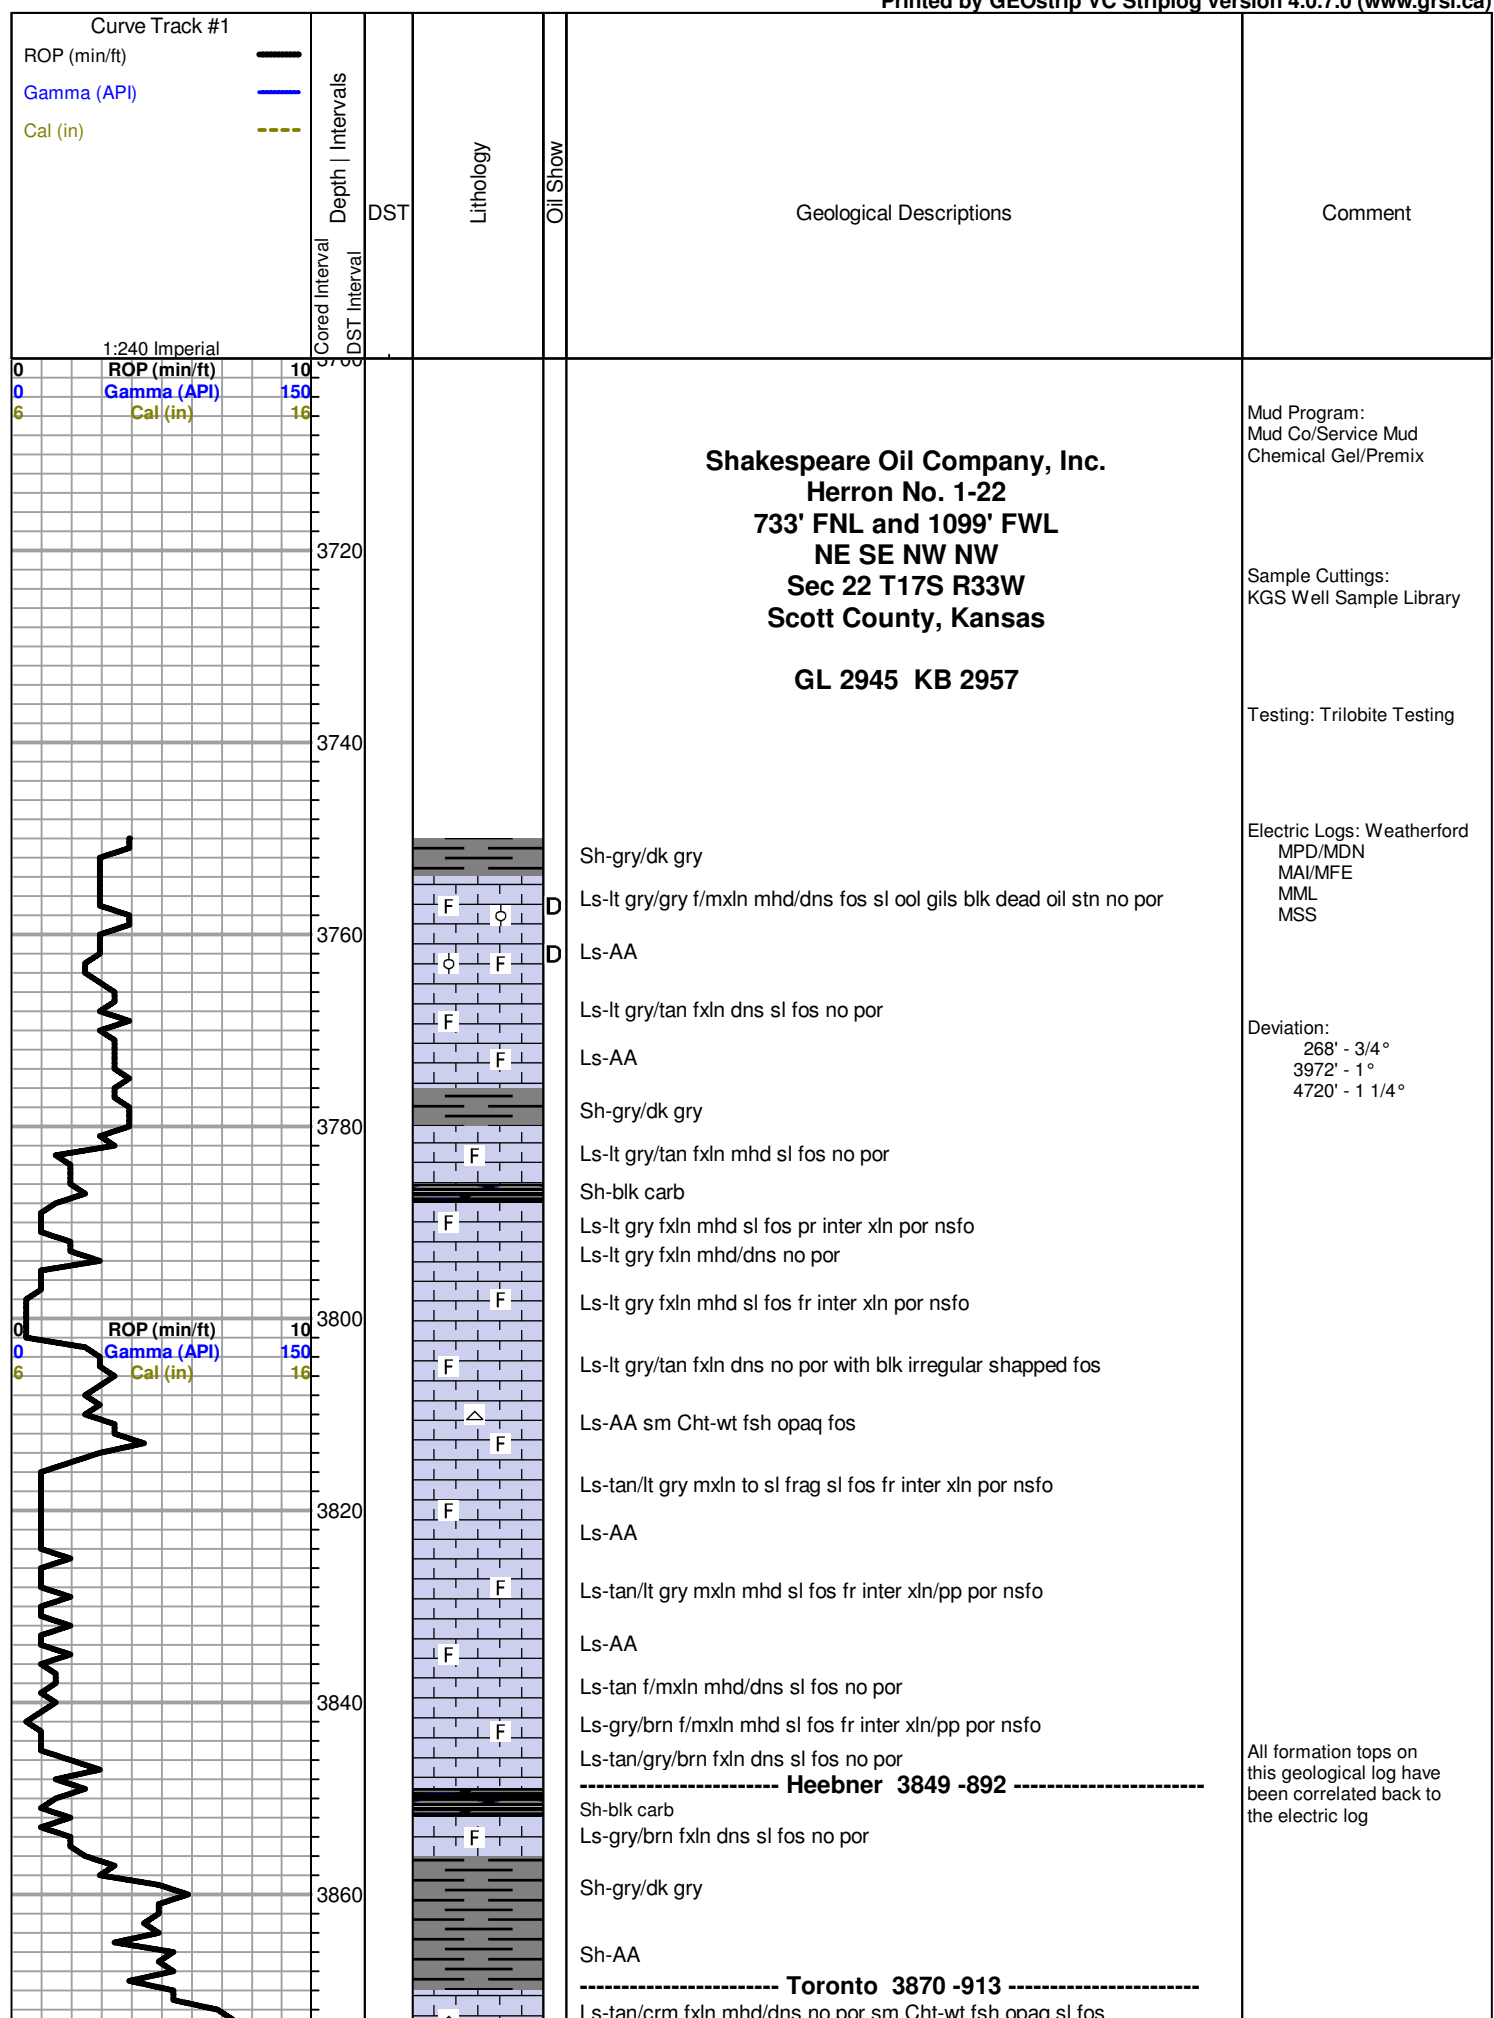 Printed by GEOstrip VC Striplog version 4.0.7.0 (www.grsi.ca)
Curve Track #1
ROP (min/ft)
Gamma (API)
Cal (in)
1:240 Imperial
Cored Interval
Depth | Intervals
DST Interval
DST
Lithology
Oil Show
Geological Descriptions
Comment
0 ROP (min/ft) 10
0 Gamma (API) 150
6 Cal (in) 16
3700
Mud Program:
Mud Co/Service Mud
Chemical Gel/Premix
Shakespeare Oil Company, Inc.
Herron No. 1-22
733' FNL and 1099' FWL
NE SE NW NW
Sec 22 T17S R33W
Scott County, Kansas
GL 2945 KB 2957
3720
Sample Cuttings:
KGS Well Sample Library
Testing: Trilobite Testing
3740
Electric Logs: Weatherford
MPD/MDN
MAI/MFE
MML
MSS
Sh-gry/dk gry
F D Ls-lt gry/gry f/mxln mhd/dns fos sl ool gils blk dead oil stn no por
3760
F D Ls-AA
F Ls-lt gry/tan fxln dns sl fos no por
Deviation:
268' - 3/4°
3972' - 1°
4720' - 1 1/4°
F Ls-AA
Sh-gry/dk gry
3780
F Ls-lt gry/tan fxln mhd sl fos no por
Sh-blk carb
F Ls-lt gry fxln mhd sl fos pr inter xln por nsfo
Ls-lt gry fxln mhd/dns no por
F Ls-lt gry fxln mhd sl fos fr inter xln por nsfo
3800
0 ROP (min/ft) 10
0 Gamma (API) 150
6 Cal (in) 16
F Ls-lt gry/tan fxln dns no por with blk irregular shapped fos
Ls-AA sm Cht-wt fsh opaq fos
F
Ls-tan/lt gry mxln to sl frag sl fos fr inter xln por nsfo
3820 F
Ls-AA
F Ls-tan/lt gry mxln mhd sl fos fr inter xln/pp por nsfo
F Ls-AA
Ls-tan f/mxln mhd/dns sl fos no por
3840
F Ls-gry/brn f/mxln mhd sl fos fr inter xln/pp por nsfo
Ls-tan/gry/brn fxln dns sl fos no por
All formation tops on
this geological log have
been correlated back to
the electric log
------------------------ Heebner 3849 -892 -----------------------
Sh-blk carb
F Ls-gry/brn fxln dns sl fos no por
3860
Sh-gry/dk gry
Sh-AA
------------------------ Toronto 3870 -913 -----------------------
Ls-tan/crm fxln mhd/dns no por sm Cht-wt fsh opaq sl fos